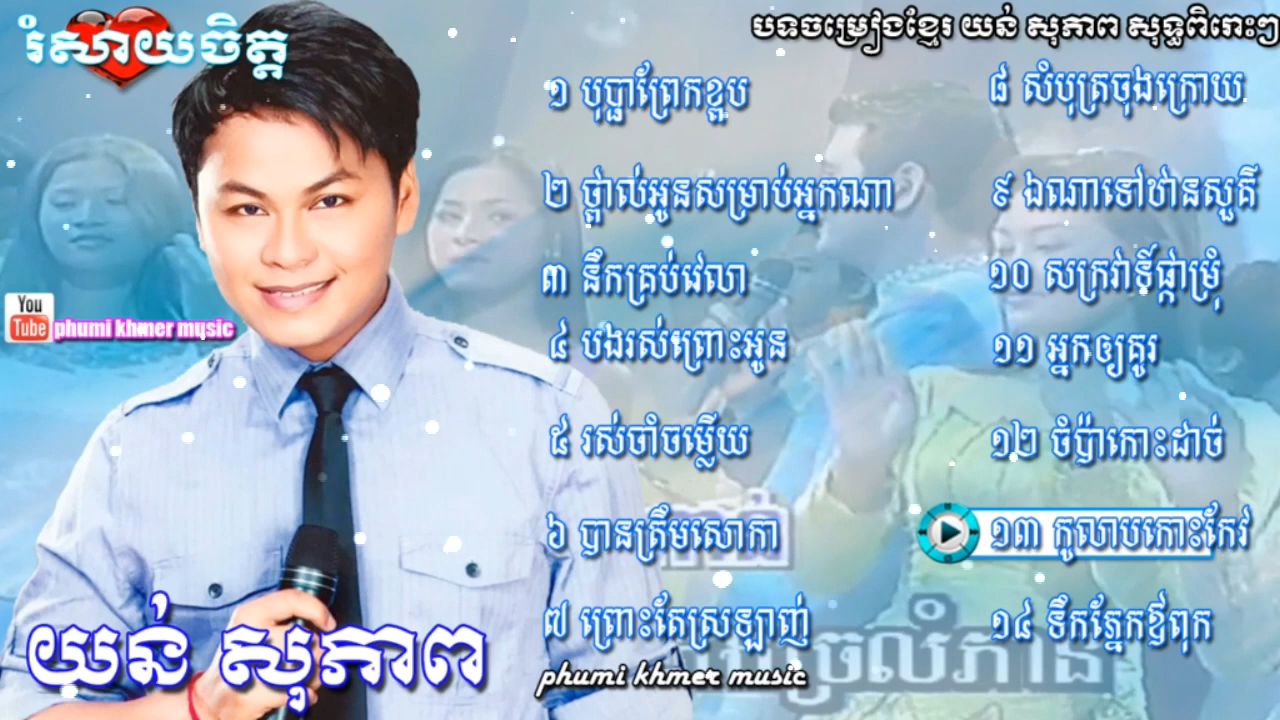 រំសាយចិត្ត
បទចម្រៀងខ្មែរ យន់ សុភាព សុទ្ធពិរោះៗ
១ បុប្ផាព្រែកខ្ពប
២ ថ្ពាល់អូនសម្រាប់អ្នកណា
៣ នឹកគ្រប់វេលា
៤ បងរស់ព្រោះអូន
៥ រស់ចាំចម្លើយ
៦ បានត្រឹមសោកា
៧ ព្រោះតែស្រឡាញ់
៨ សំបុត្រចុងក្រោយ
៩ ឯណាទៅឋានសួគ៌
១០ សក្រវាទីផ្កាម្រុំ
១១ អ្នកឲ្យគូរ
១២ ចំប៉ាកោះដាច់
១៣ កូលាបកោះកែវ
១៤ ទឹកភ្នែកឪពុក
You
Tube phumi khmer music
យន់ សុភាព
phumi khmer music